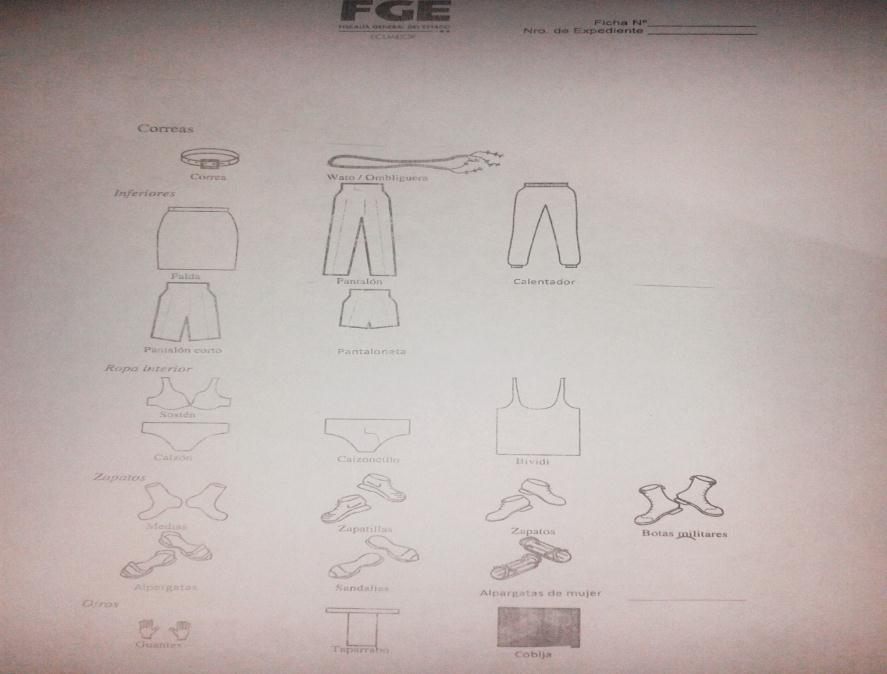 FGE
FISCALÍA GENERAL DEL ESTADO
ECUADOR
Ficha Nº
Nro. de Expediente
Correas
Correa
Wato / Ombliguera
Inferiores
Falda
Pantalón
Calentador
Pantalón corto
Pantaloneta
Ropa interior
Sostén
Calzón
Calzoncillo
Bividi
Zapatos
Medias
Zapatillas
Zapatos
Botas militares
Alpargatas
Sandalias
Alpargatas de mujer
Otros
Guantes
Taparrabo
Cobija